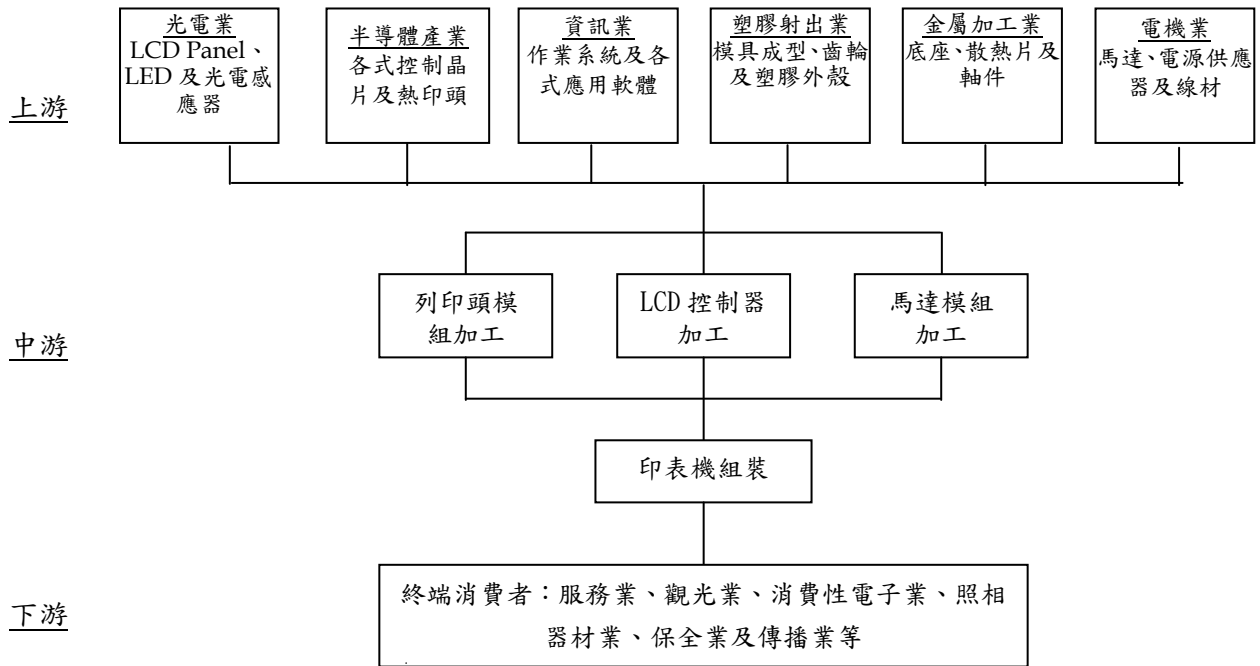 光電業
LCD Panel、
LED 及光電感
應器
半導體產業
各式控制晶
片及熱印頭
資訊業
作業系統及各
式應用軟體
塑膠射出業
模具成型、齒輪
及塑膠外殼
金屬加工業
底座、散熱片及
軸件
電機業
馬達、電源供應
器及線材
上游
列印頭模
組加工
LCD 控制器
加工
馬達模組
加工
中游
印表機組裝
終端消費者：服務業、觀光業、消費性電子業、照相
器材業、保全業及傳播業等
下游